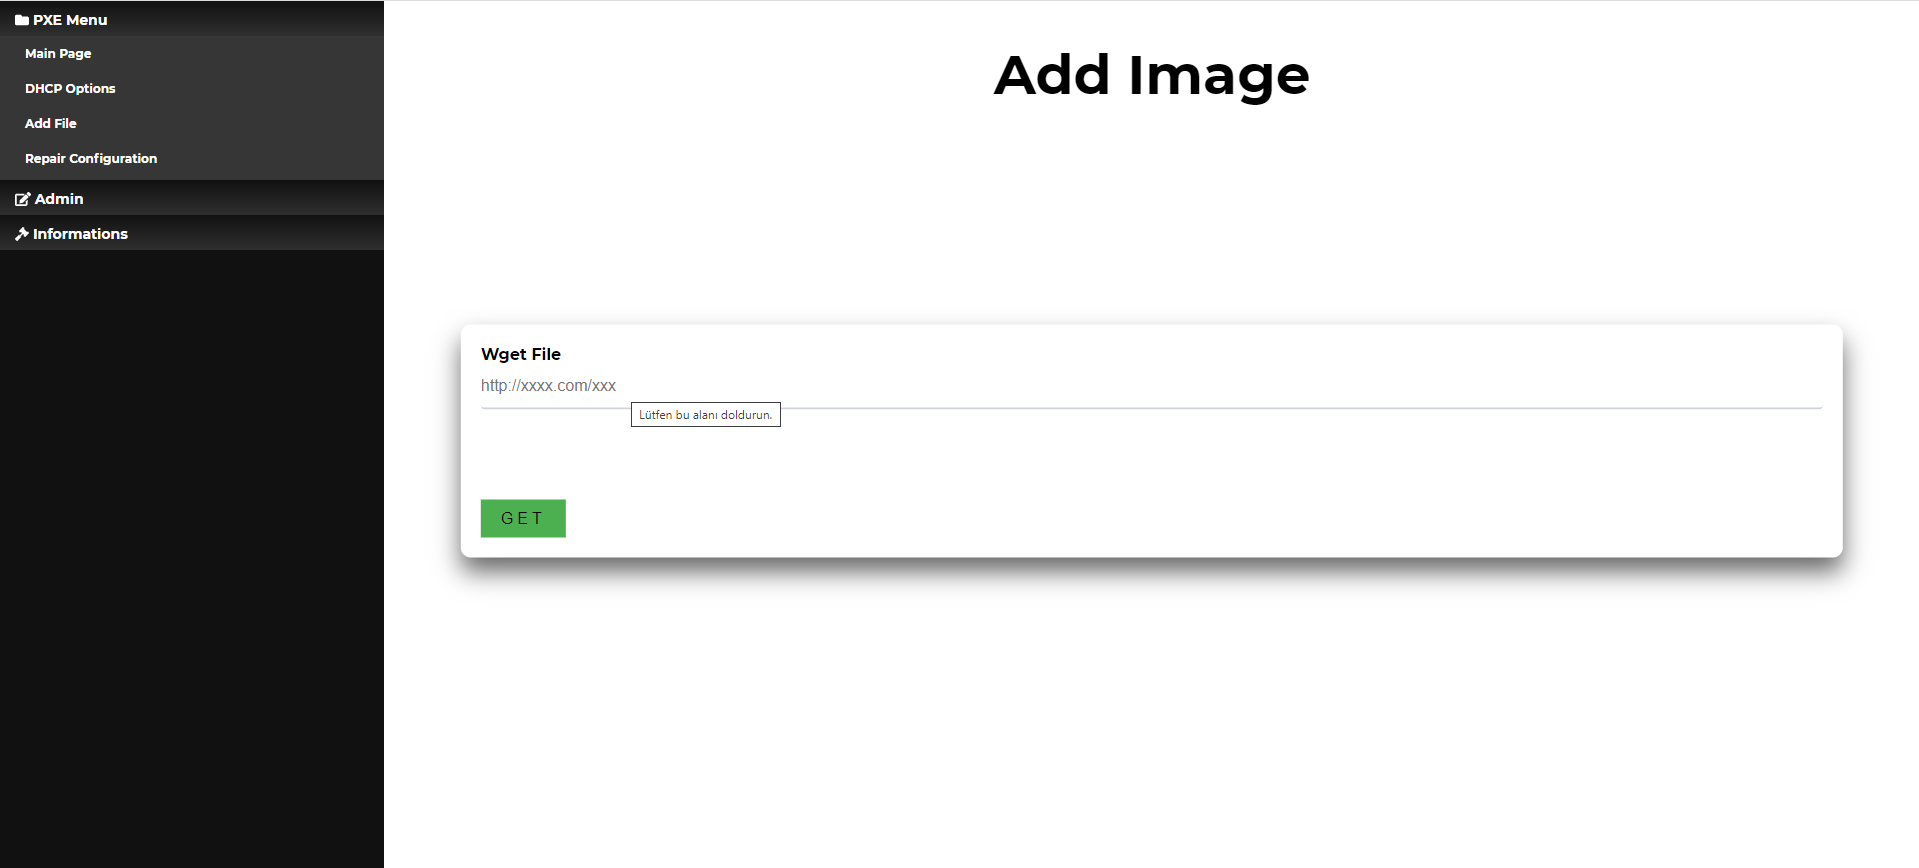 PXE Menu
Main Page
DHCP Options
Add File
Repair Configuration
Admin
Informations
Add Image
Wget File
http://xxxx.com/xxx
Lütfen bu alanı doldurun.
GET